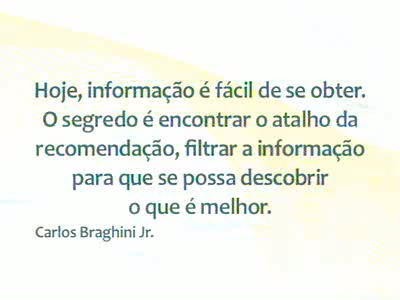 Hoje, informação é fácil de se obter.
O segredo é encontrar o atalho da
recomendação, filtrar a informação
para que se possa descobrir
o que é melhor.
Carlos Braghini Jr.